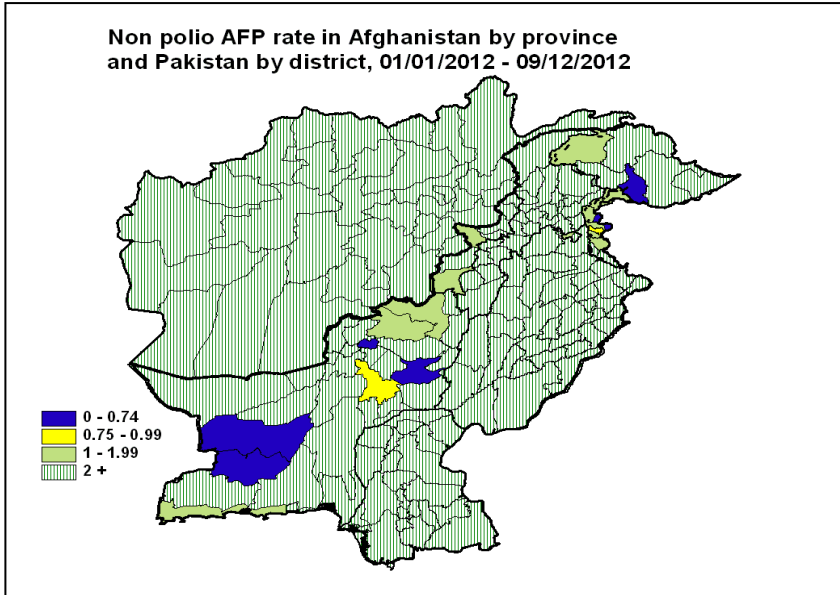 Non polio AFP rate in Afghanistan by province
and Pakistan by district, 01/01/2012 - 09/12/2012
0 - 0.74
0.75 - 0.99
1 - 1.99
2 +